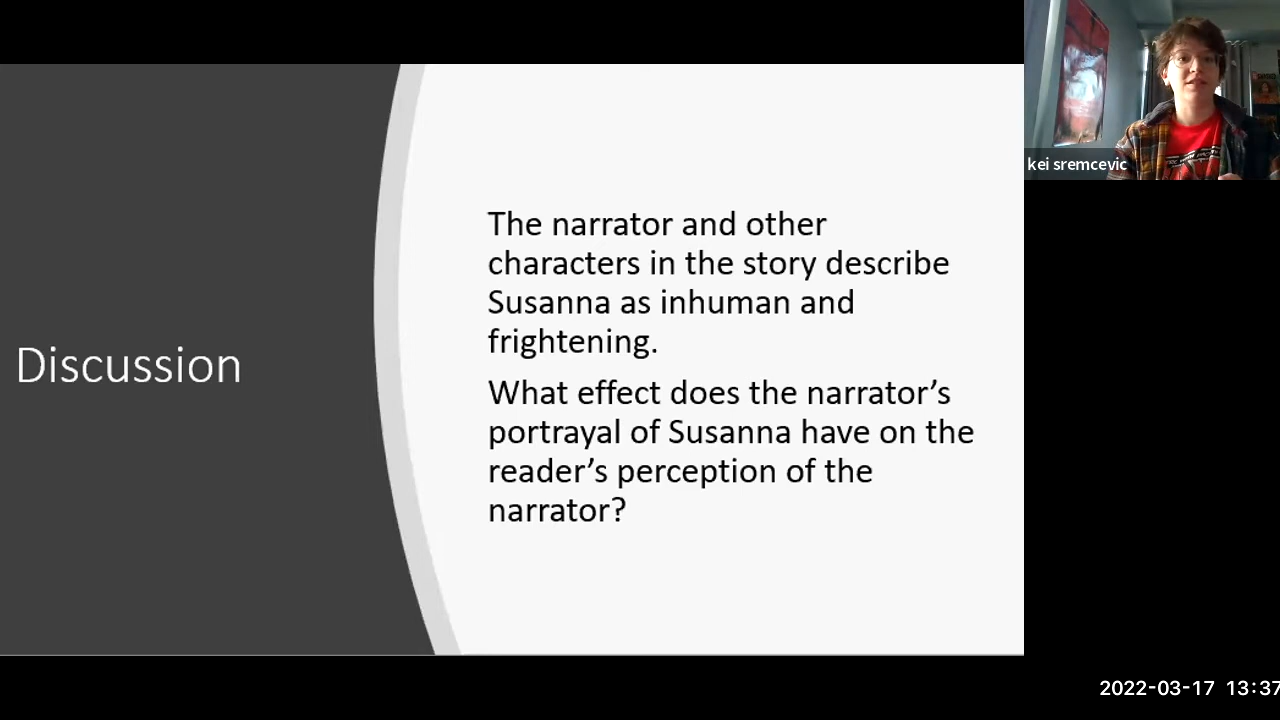 Discussion
The narrator and other
characters in the story describe
Susanna as inhuman and
frightening.
What effect does the narrator’s
portrayal of Susanna have on the
reader’s perception of the
narrator?
kei sremcevic
2022-03-17 13:37